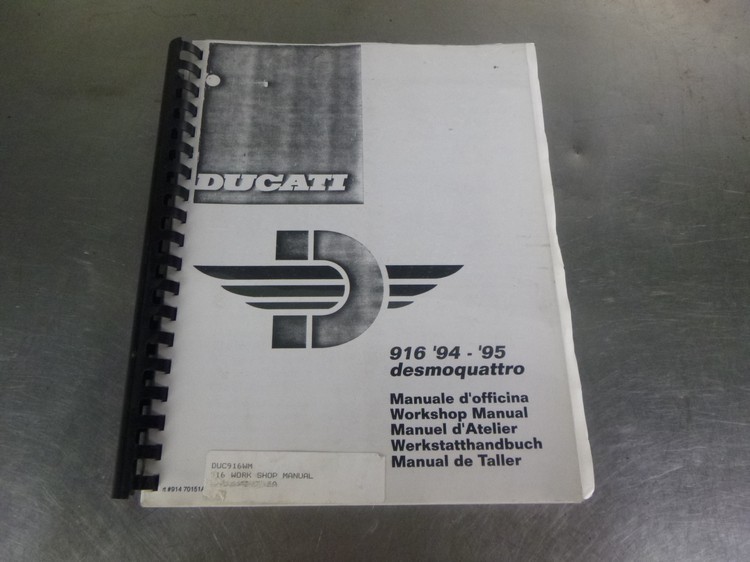 DUCATI
916 '94 - '95
desmoquattro
Manuale d'officina
Workshop Manual
Manuel d'Atelier
Werkstatthandbuch
Manual de Taller
DUC916WM
16 WORK SHOP MANUAL